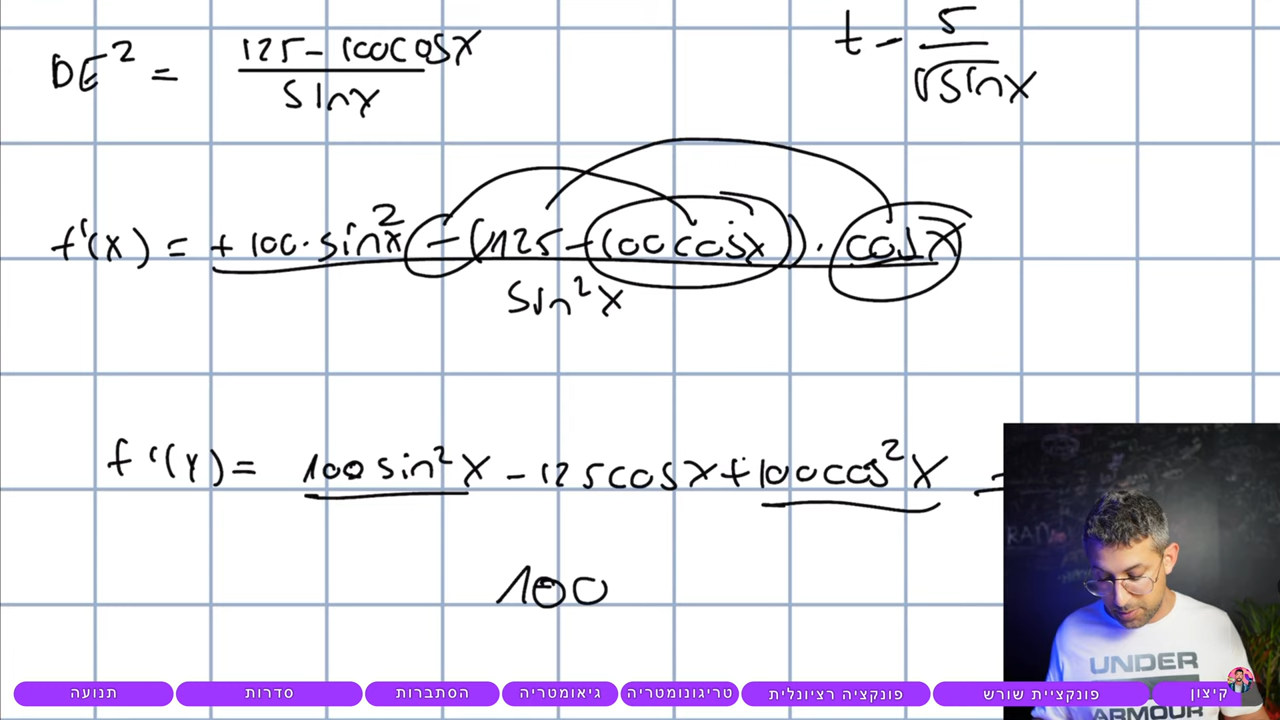 DE² = (125 - 100cosx)/sinx
t - 5/√sinx
f'(x) = (+100·sin²x - (125 - 100cosx)·cosx)/sin²x
f'(x) = 100sin²x - 125cosx + 100cos²x
100
UNDER
ARMOUR
תנועה
סדרות
הסתברות
גיאומטריה
טריגונומטריה
פונקציה רציונלית
פונקציית שורש
קיצון